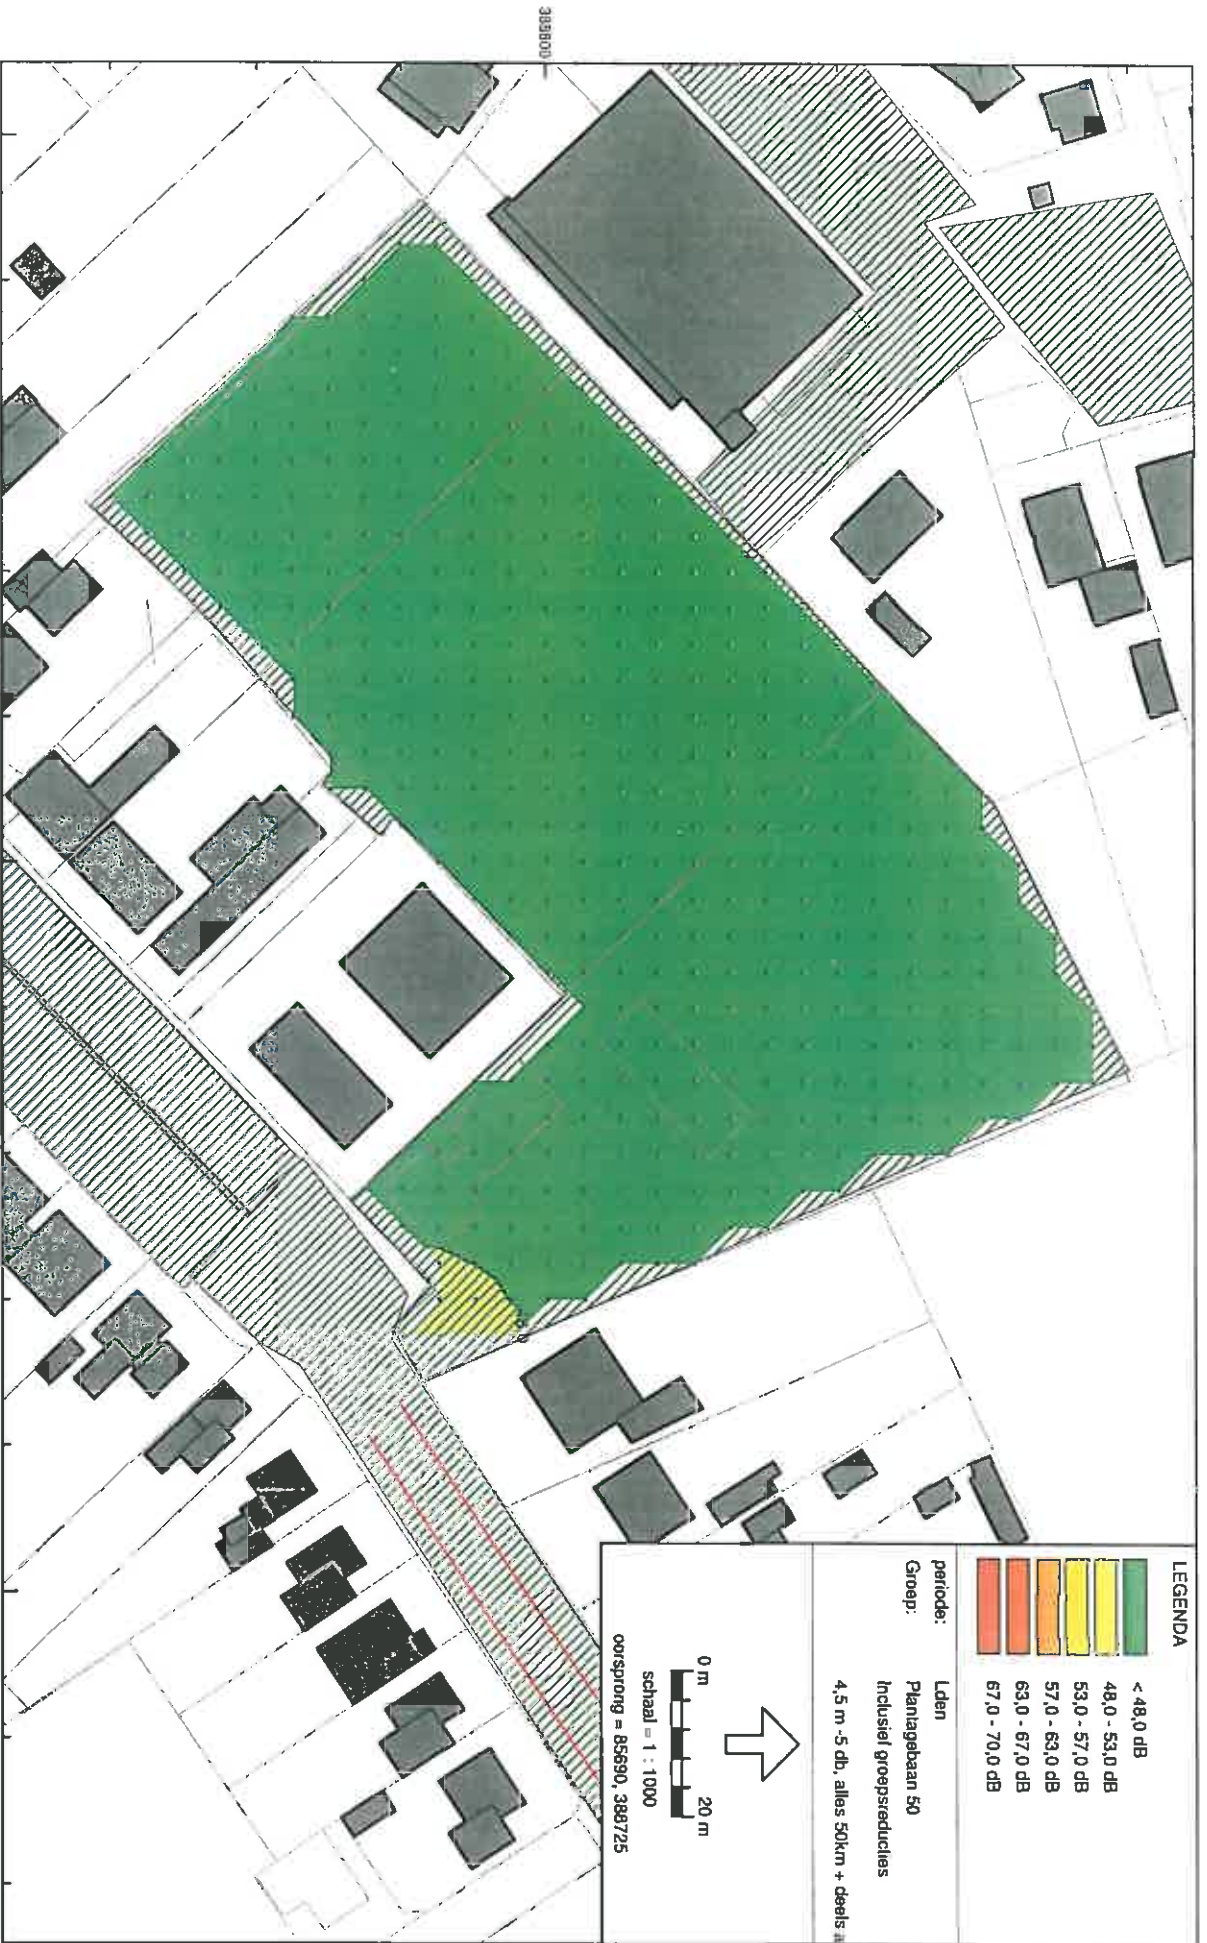 388600
LEGENDA
< 48,0 dB
48,0 - 53,0 dB
53,0 - 57,0 dB
57,0 - 63,0 dB
63,0 - 67,0 dB
67,0 - 70,0 dB
periode: Lden
Groep: Plantagebaan 50
Inclusief groepsreducties
4,5 m -5 db, alles 50km + deels a
0 m 20 m
schaal = 1 : 1000
oorsprong = 85690, 388725